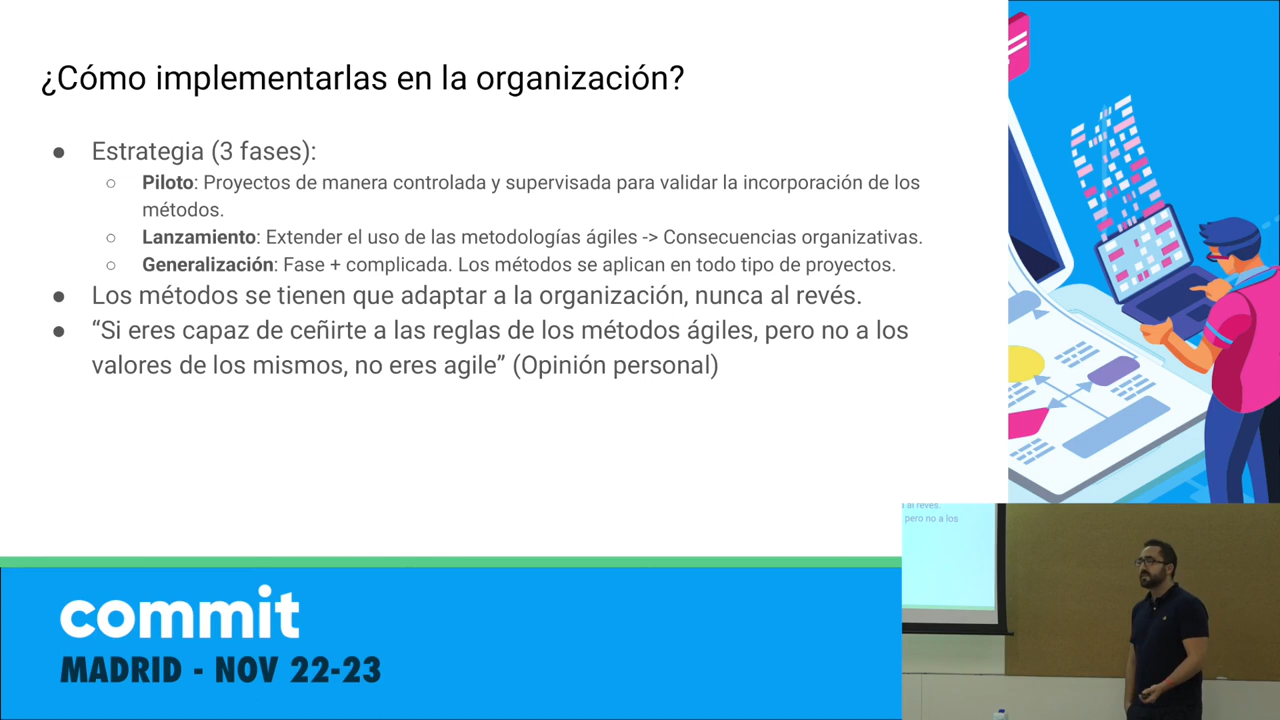 ¿Cómo implementarlas en la organización?
● Estrategia (3 fases):
○ Piloto: Proyectos de manera controlada y supervisada para validar la incorporación de los
métodos.
○ Lanzamiento: Extender el uso de las metodologías ágiles -> Consecuencias organizativas.
○ Generalización: Fase + complicada. Los métodos se aplican en todo tipo de proyectos.
● Los métodos se tienen que adaptar a la organización, nunca al revés.
● “Si eres capaz de ceñirte a las reglas de los métodos ágiles, pero no a los
valores de los mismos, no eres agile” (Opinión personal)
al revés.
pero no a los
commit
MADRID - NOV 22-23